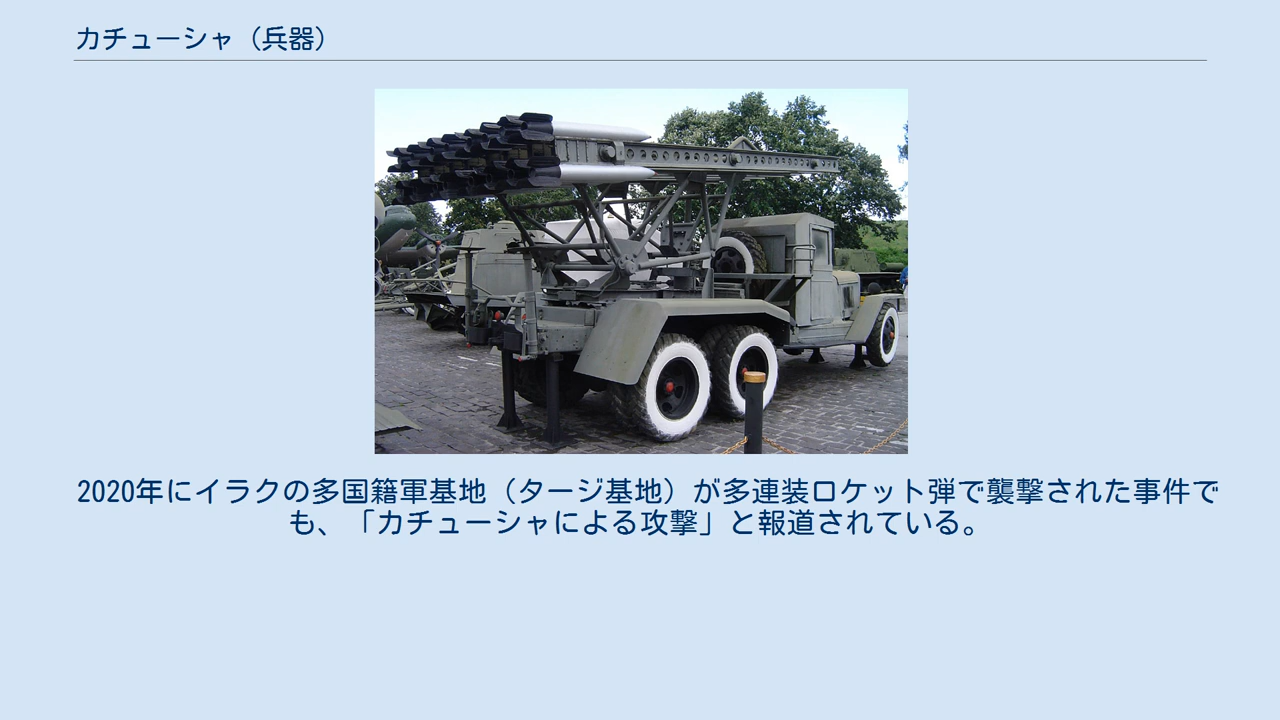 カチューシャ（兵器）
2020年にイラクの多国籍軍基地（タージ基地）が多連装ロケット弾で襲撃された事件で
も、「カチューシャによる攻撃」と報道されている。